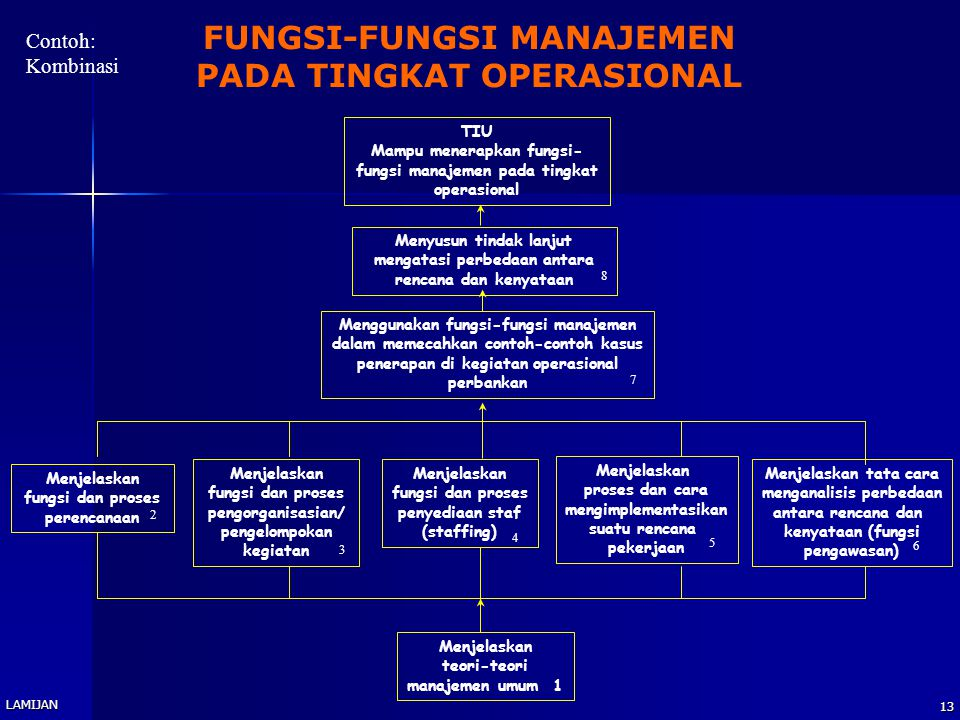 Contoh:
Kombinasi
FUNGSI-FUNGSI MANAJEMEN
PADA TINGKAT OPERASIONAL
TIU
Mampu menerapkan fungsi-
fungsi manajemen pada tingkat
operasional
Menyusun tindak lanjut
mengatasi perbedaan antara
rencana dan kenyataan
8
Menggunakan fungsi-fungsi manajemen
dalam memecahkan contoh-contoh kasus
penerapan di kegiatan operasional
perbankan
7
Menjelaskan
fungsi dan proses
perencanaan
2
Menjelaskan
fungsi dan proses
pengorganisasian/
pengelompokan
kegiatan
3
Menjelaskan
fungsi dan proses
penyediaan staf
(staffing)
4
Menjelaskan
proses dan cara
mengimplementasikan
suatu rencana
pekerjaan
5
Menjelaskan tata cara
menganalisis perbedaan
antara rencana dan
kenyataan (fungsi
pengawasan)
6
Menjelaskan
teori-teori
manajemen umum 1
LAMIJAN
13